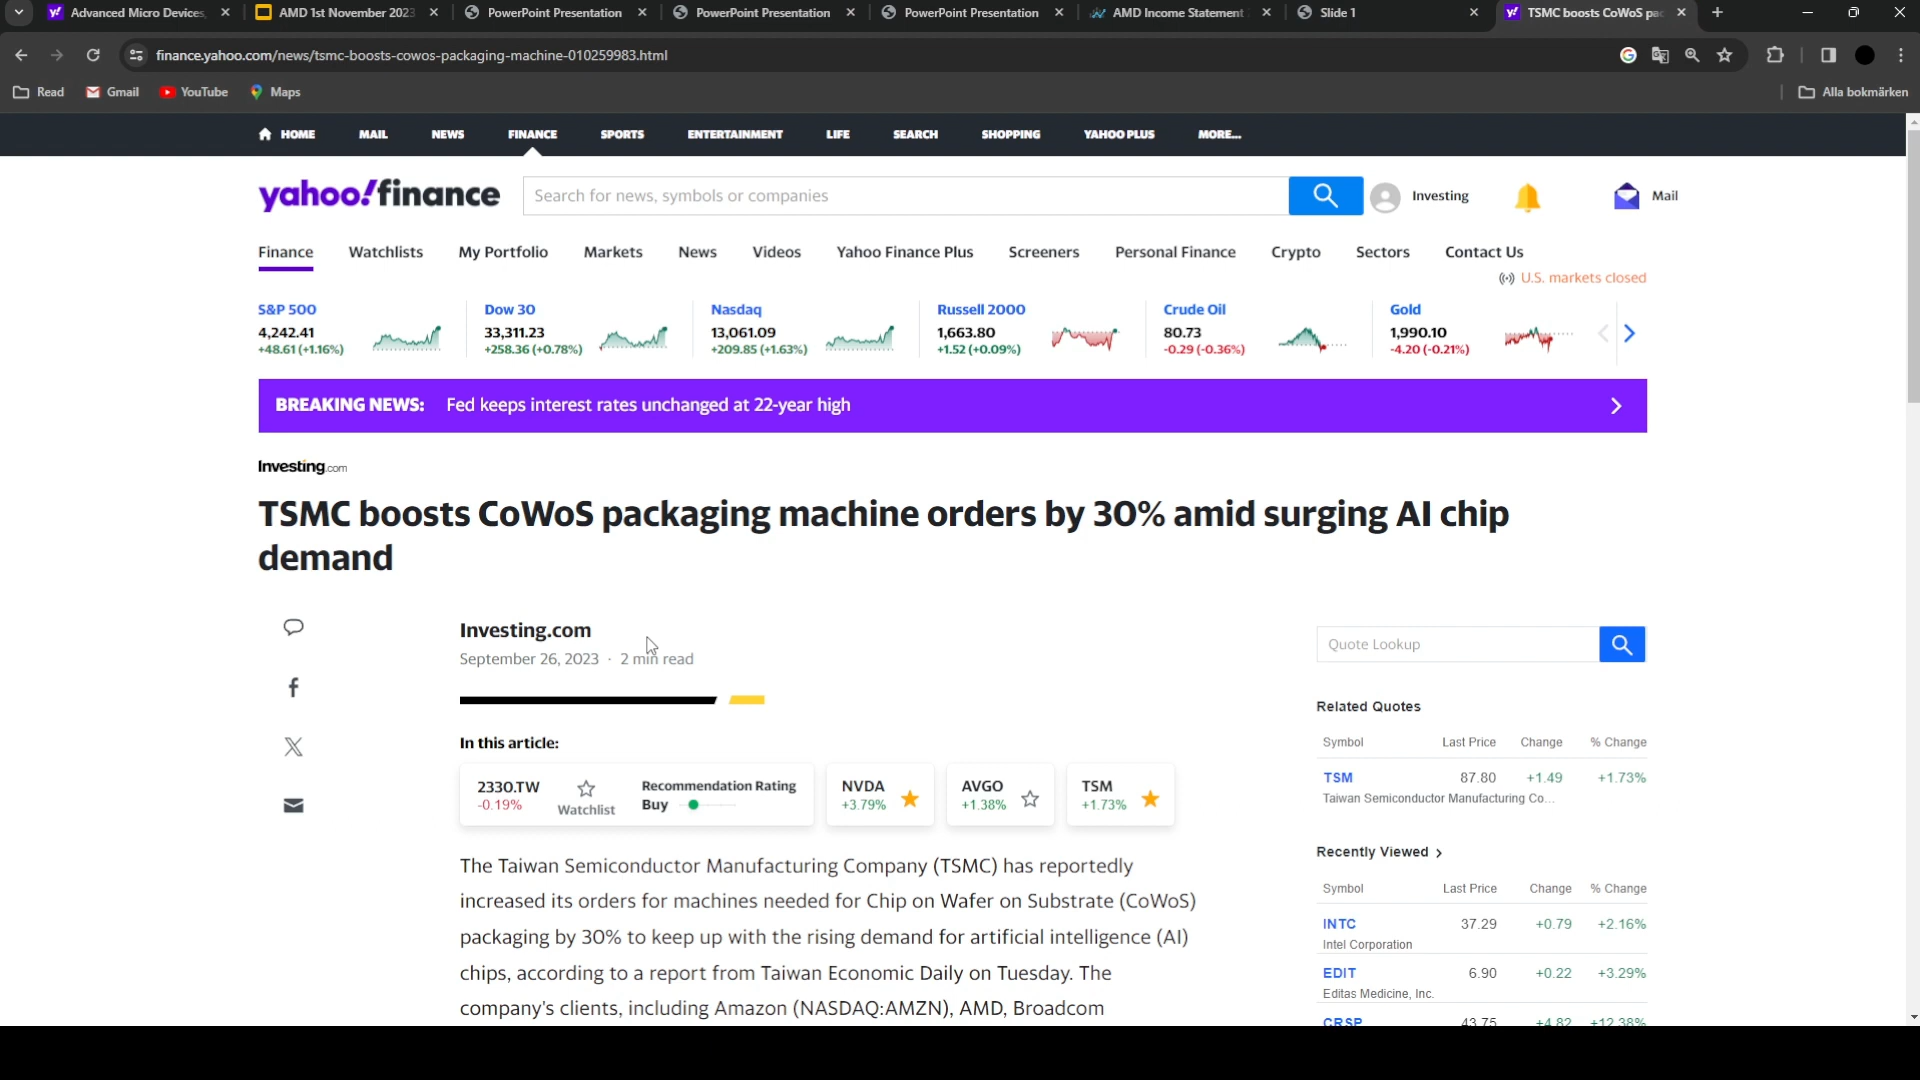 Advanced Micro Devices,
AMD 1st November 2023
PowerPoint Presentation
PowerPoint Presentation
PowerPoint Presentation
AMD Income Statement
Slide 1
TSMC boosts CoWoS pac
finance.yahoo.com/news/tsmc-boosts-cowos-packaging-machine-010259983.html
Read Gmail YouTube Maps Alla bokmärken
HOME MAIL NEWS FINANCE SPORTS ENTERTAINMENT LIFE SEARCH SHOPPING YAHOO PLUS MORE...
yahoo!finance Search for news, symbols or companies Investing Mail
Finance Watchlists My Portfolio Markets News Videos Yahoo Finance Plus Screeners Personal Finance Crypto Sectors Contact Us
U.S. markets closed
S&P 500 Dow 30 Nasdaq Russell 2000 Crude Oil Gold
4,242.41 33,311.23 13,061.09 1,663.80 80.73 1,990.10
+48.61 (+1.16%) +258.36 (+0.78%) +209.85 (+1.63%) +1.52 (+0.09%) -0.29 (-0.36%) -4.20 (-0.21%)
BREAKING NEWS: Fed keeps interest rates unchanged at 22-year high
Investing.com
TSMC boosts CoWoS packaging machine orders by 30% amid surging AI chip
demand
Investing.com
September 26, 2023 · 2 min read
In this article:
2330.TW
-0.19%
Watchlist
Recommendation Rating
Buy
NVDA
+3.79%
AVGO
+1.38%
TSM
+1.73%
The Taiwan Semiconductor Manufacturing Company (TSMC) has reportedly
increased its orders for machines needed for Chip on Wafer on Substrate (CoWoS)
packaging by 30% to keep up with the rising demand for artificial intelligence (AI)
chips, according to a report from Taiwan Economic Daily on Tuesday. The
company's clients, including Amazon (NASDAQ:AMZN), AMD, Broadcom
Quote Lookup
Related Quotes
Symbol Last Price Change % Change
TSM 87.80 +1.49 +1.73%
Taiwan Semiconductor Manufacturing Co...
Recently Viewed
Symbol Last Price Change % Change
INTC 37.29 +0.79 +2.16%
Intel Corporation
EDIT 6.90 +0.22 +3.29%
Editas Medicine, Inc.
CRSP 43.75 +4.82 +12.38%